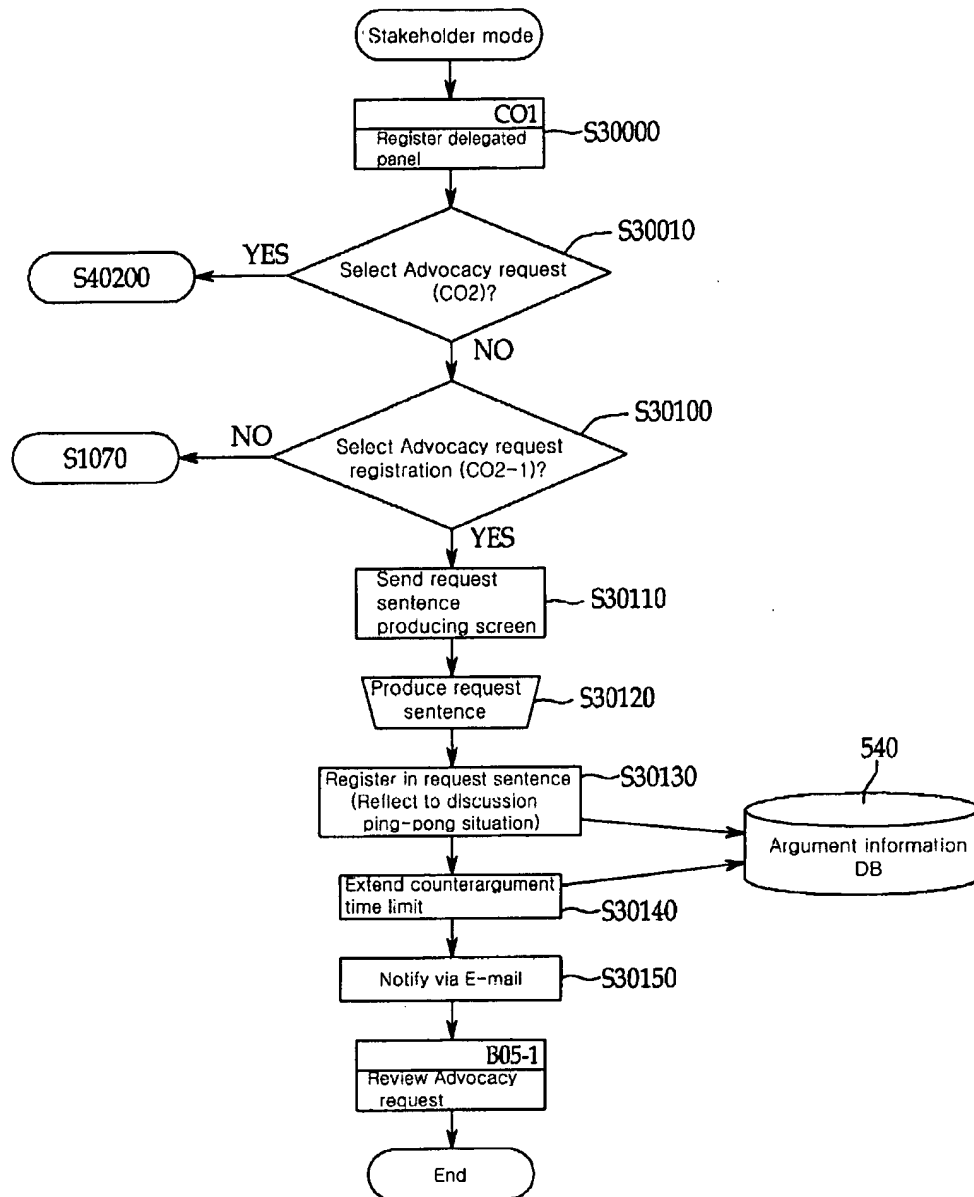 Stakeholder mode
CO1
Register delegated
panel
S30000
S30010
YES
S40200
Select Advocacy request
(CO2)?
NO
S30100
NO
S1070
Select Advocacy request
registration (CO2-1)?
YES
Send request
sentence
producing screen
S30110
Produce request
sentence
S30120
540
Register in request sentence
(Reflect to discussion
ping-pong situation)
S30130
Argument information
DB
Extend counterargument
time limit
S30140
Notify via E-mail
S30150
B05-1
Review Advocacy
request
End